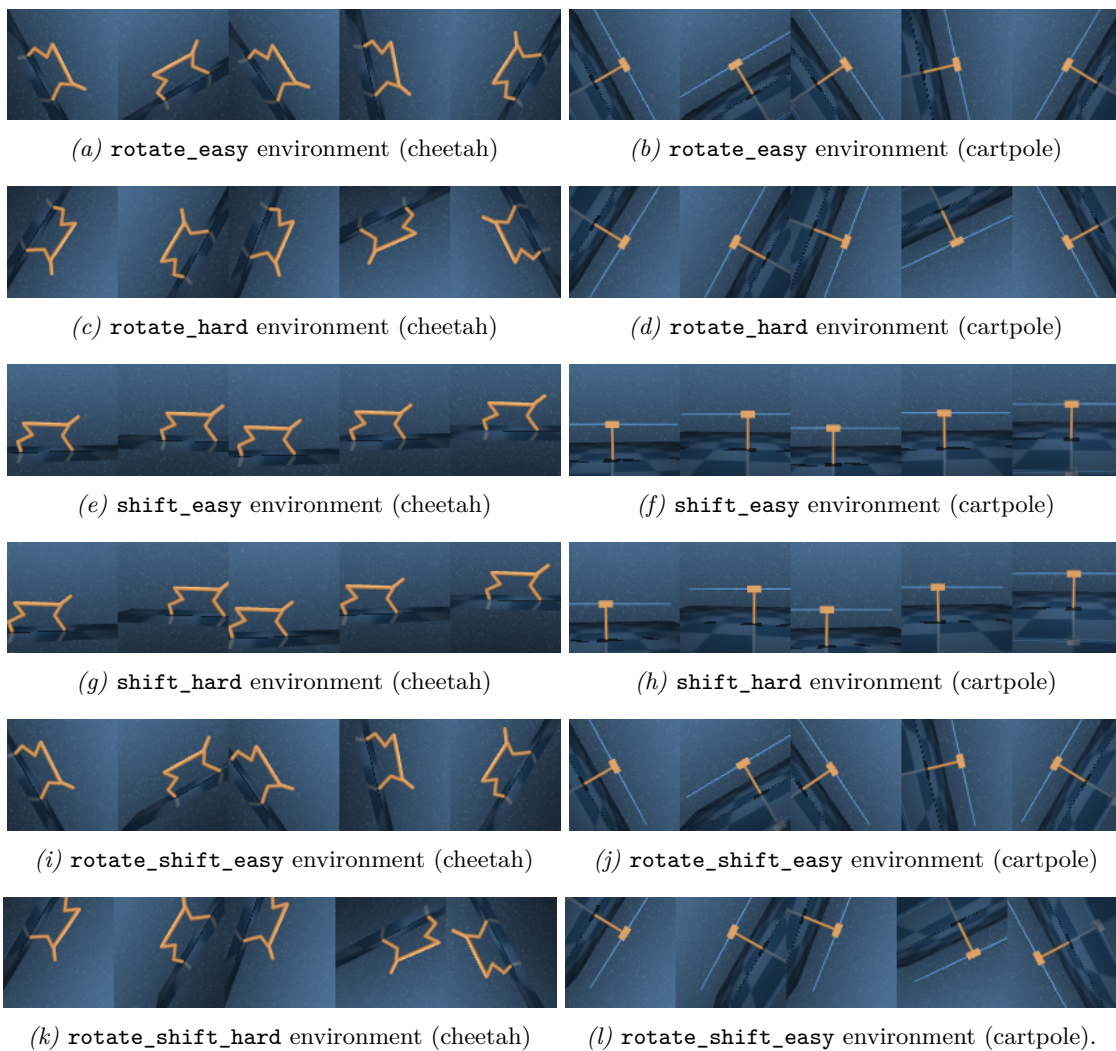 (a) rotate_easy environment (cheetah)
(b) rotate_easy environment (cartpole)
(c) rotate_hard environment (cheetah)
(d) rotate_hard environment (cartpole)
(e) shift_easy environment (cheetah)
(f) shift_easy environment (cartpole)
(g) shift_hard environment (cheetah)
(h) shift_hard environment (cartpole)
(i) rotate_shift_easy environment (cheetah)
(j) rotate_shift_easy environment (cartpole)
(k) rotate_shift_hard environment (cheetah)
(l) rotate_shift_easy environment (cartpole).